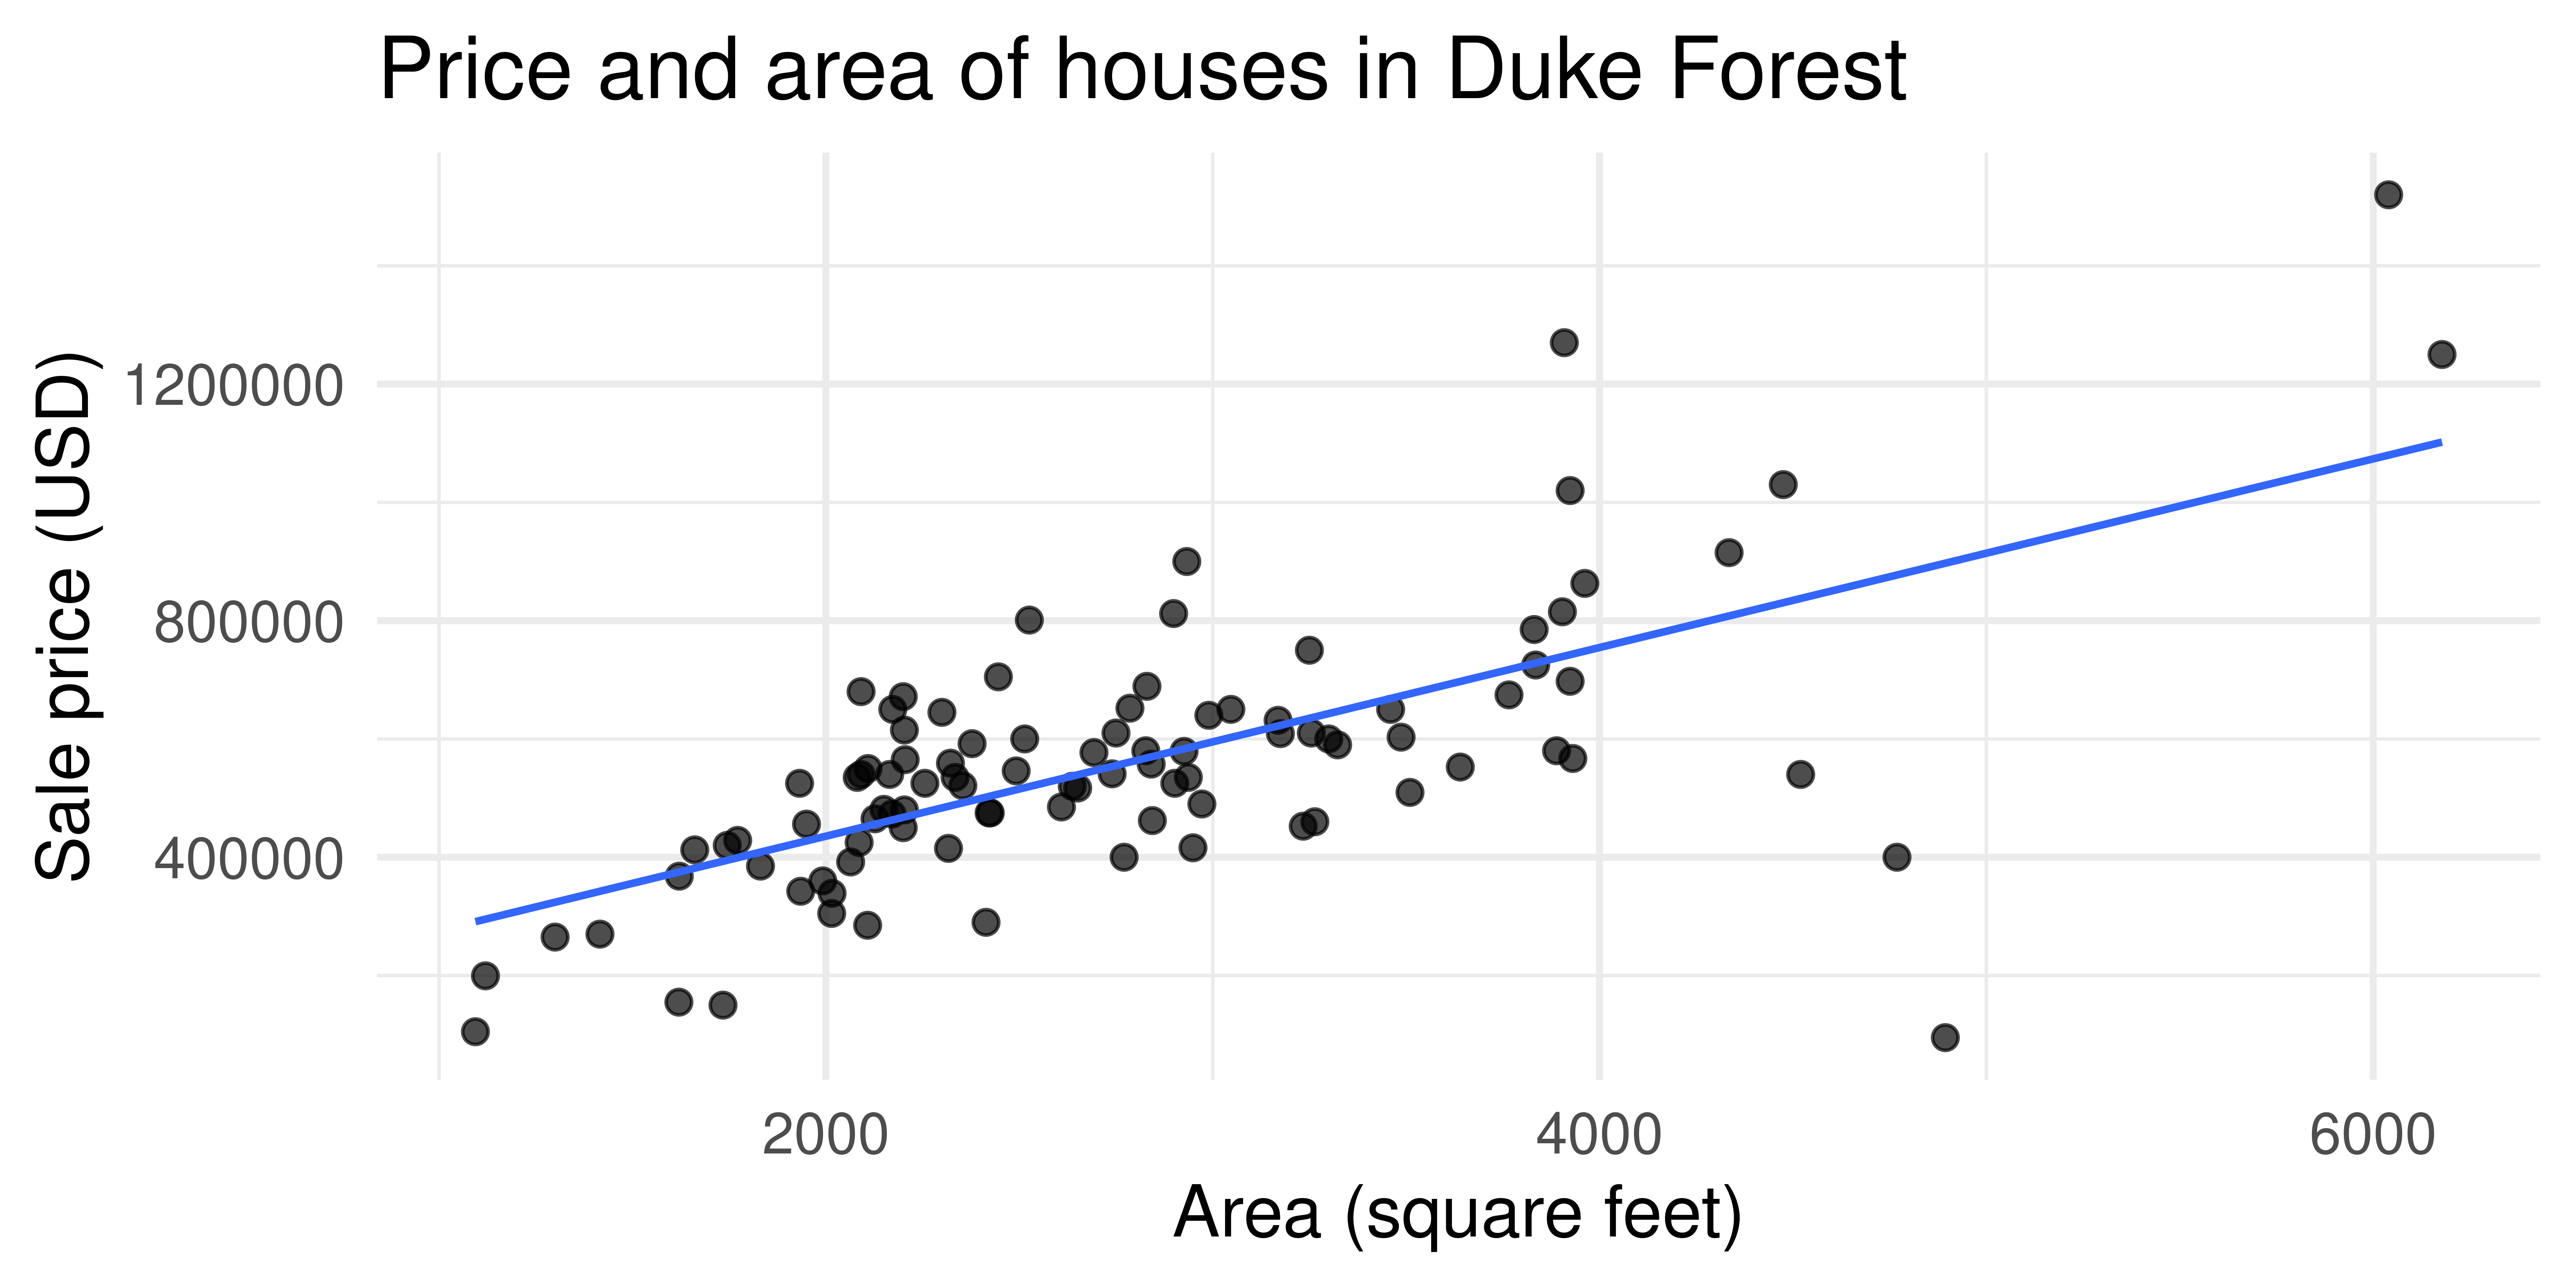 Price and area of houses in Duke Forest
Sale price (USD)
1200000
800000
400000
2000 4000 6000
Area (square feet)